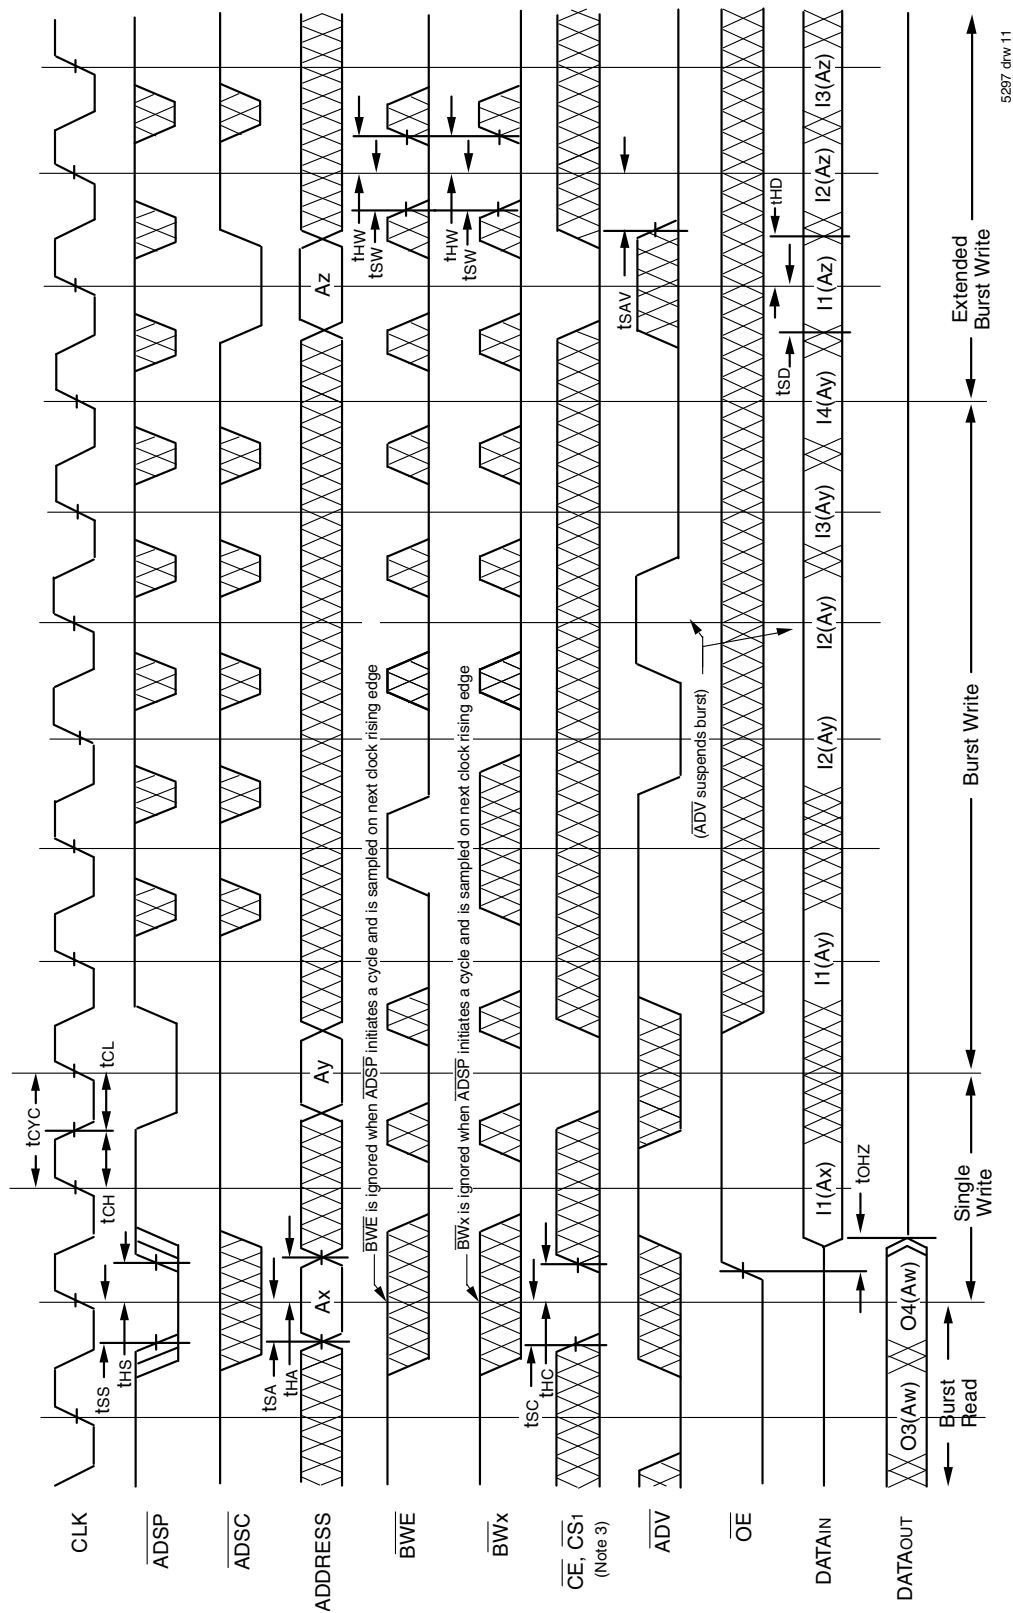 CLK
ADSP
ADSC
ADDRESS
BWE
BWx
CE, CS1
(Note 3)
ADV
OE
DATAIN
DATAOUT
tCYC
tCH
tCL
tSS
tHS
tSA
tHA
Ax
Ay
Az
BWE is ignored when ADSP initiates a cycle and is sampled on next clock rising edge
tHW
tSW
BWx is ignored when ADSP initiates a cycle and is sampled on next clock rising edge
tHW
tSW
tSC
tHC
tSAV
(ADV suspends burst)
tSD
tHD
I1(Ax)
I1(Ay)
I2(Ay)
I2(Ay)
I3(Ay)
I4(Ay)
I1(Az)
I2(Az)
I3(Az)
tOHZ
O3(Aw)
O4(Aw)
Burst
Read
Single
Write
Burst Write
Extended
Burst Write
5297 drw 11